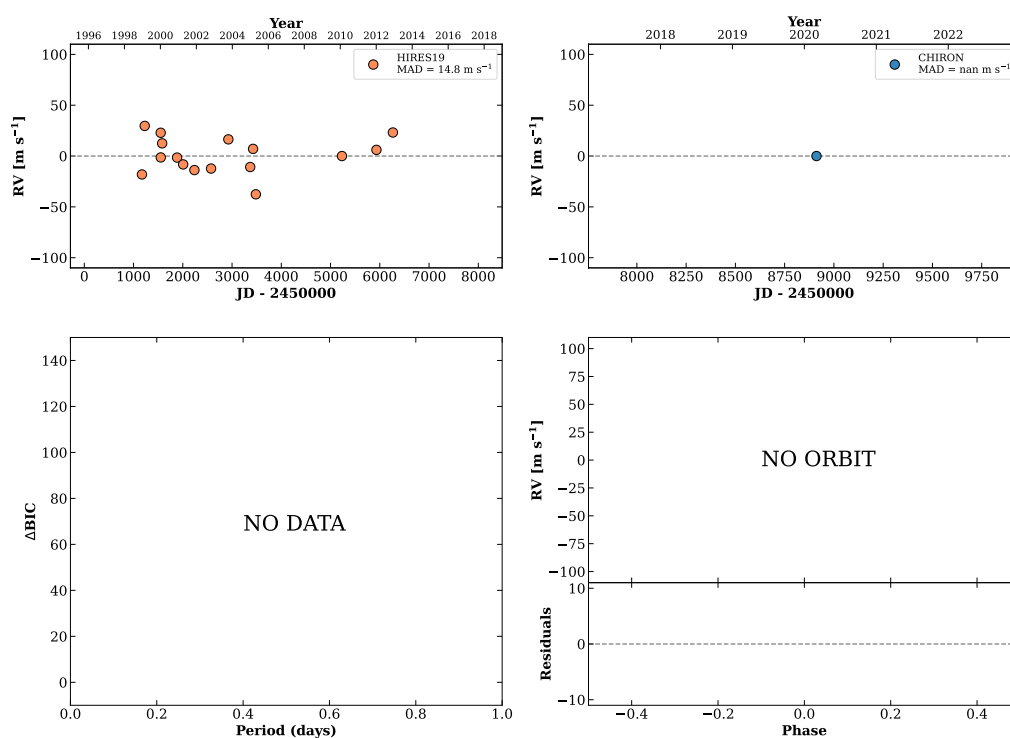 Year
1996 1998 2000 2002 2004 2006 2008 2010 2012 2014 2016 2018
HIRES19
MAD = 14.8 m s⁻¹
RV [m s⁻¹]
100
50
0
−50
−100
0 1000 2000 3000 4000 5000 6000 7000 8000
JD - 2450000
Year
2018 2019 2020 2021 2022
CHIRON
MAD = nan m s⁻¹
RV [m s⁻¹]
100
50
0
−50
−100
8000 8250 8500 8750 9000 9250 9500 9750
JD - 2450000
ΔBIC
140
120
100
80
60
40
20
0
NO DATA
0.0 0.2 0.4 0.6 0.8 1.0
Period (days)
RV [m s⁻¹]
100
75
50
25
0
−25
−50
−75
−100
NO ORBIT
Residuals
10
0
−10
−0.4 −0.2 0.0 0.2 0.4
Phase